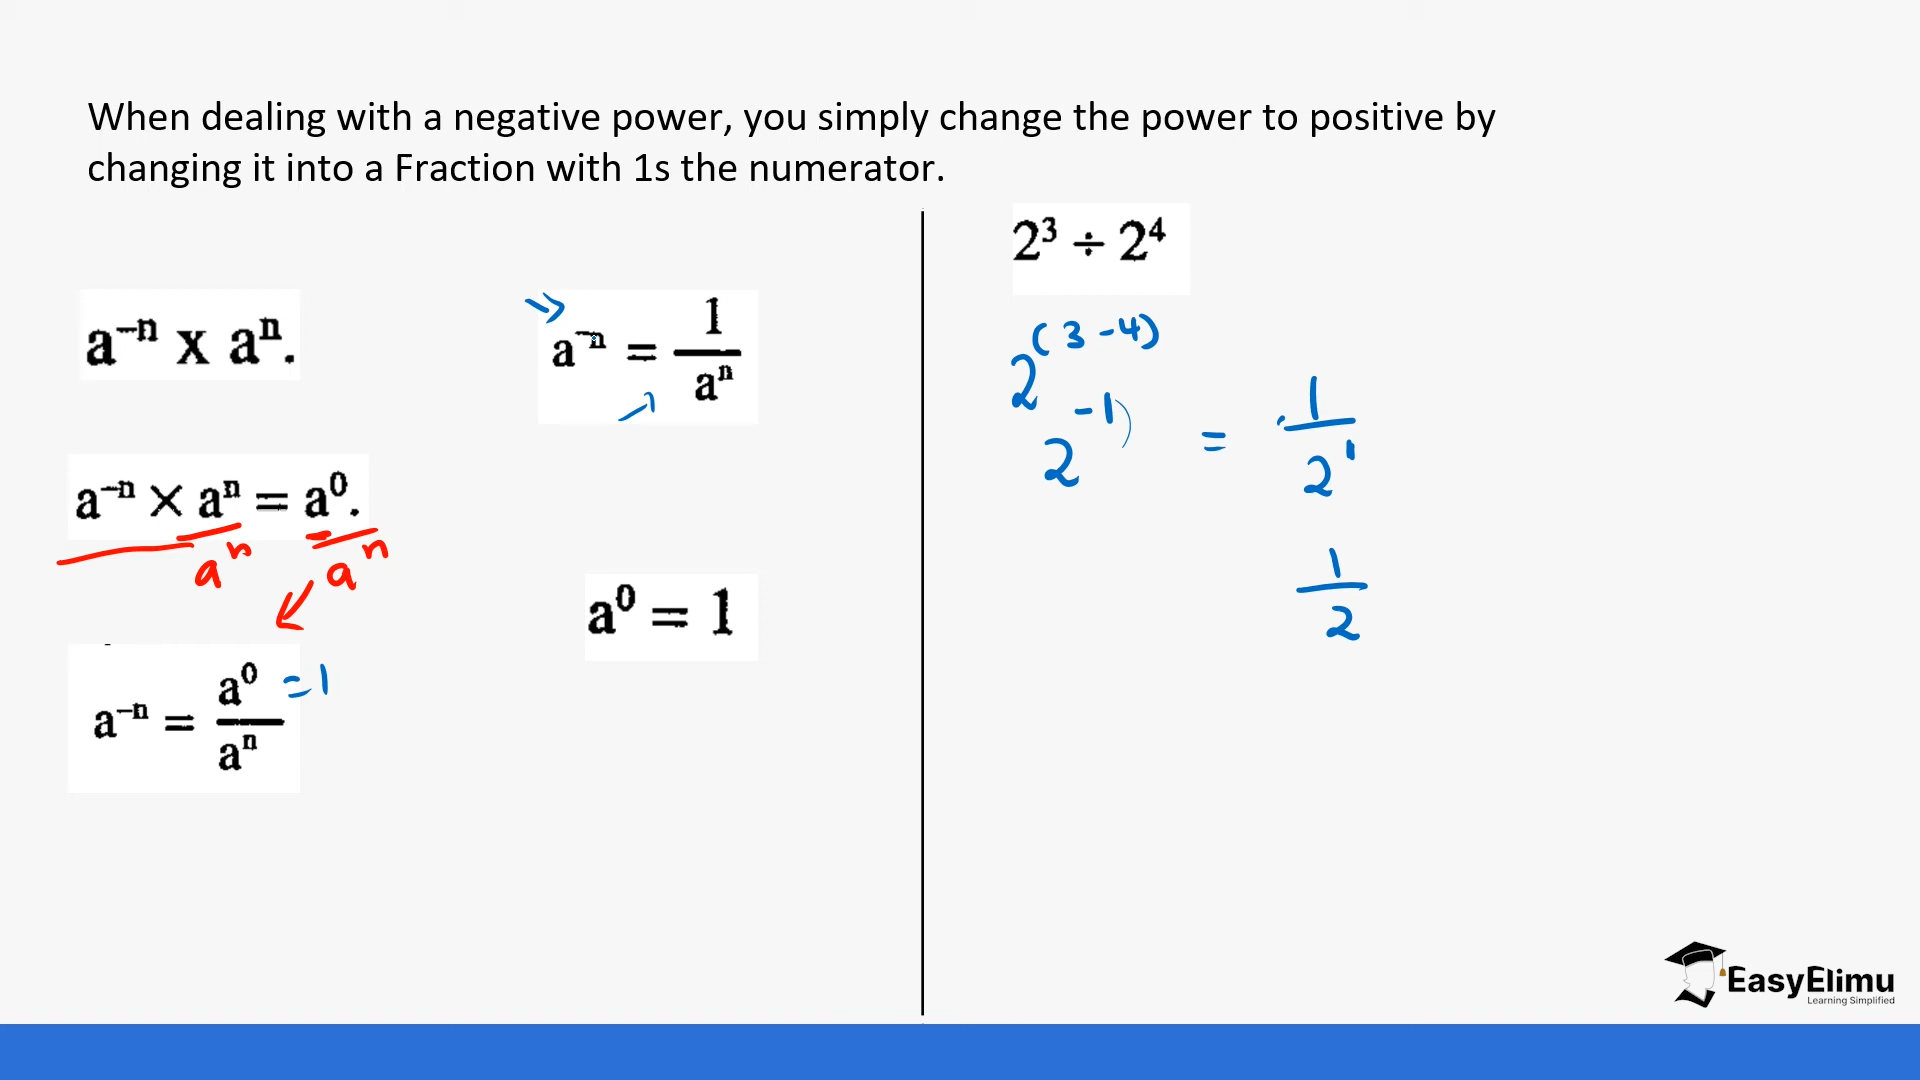 When dealing with a negative power, you simply change the power to positive by
changing it into a Fraction with 1s the numerator.
a⁻ⁿ x aⁿ.
a⁻ⁿ × aⁿ = a⁰.
aⁿ aⁿ
a⁻ⁿ = a⁰/aⁿ = 1
a⁻ⁿ = 1/aⁿ
a⁰ = 1
2³ ÷ 2⁴
2⁽³⁻⁴⁾
2⁻¹ = 1/2¹
1/2
EasyElimu
Learning Simplified